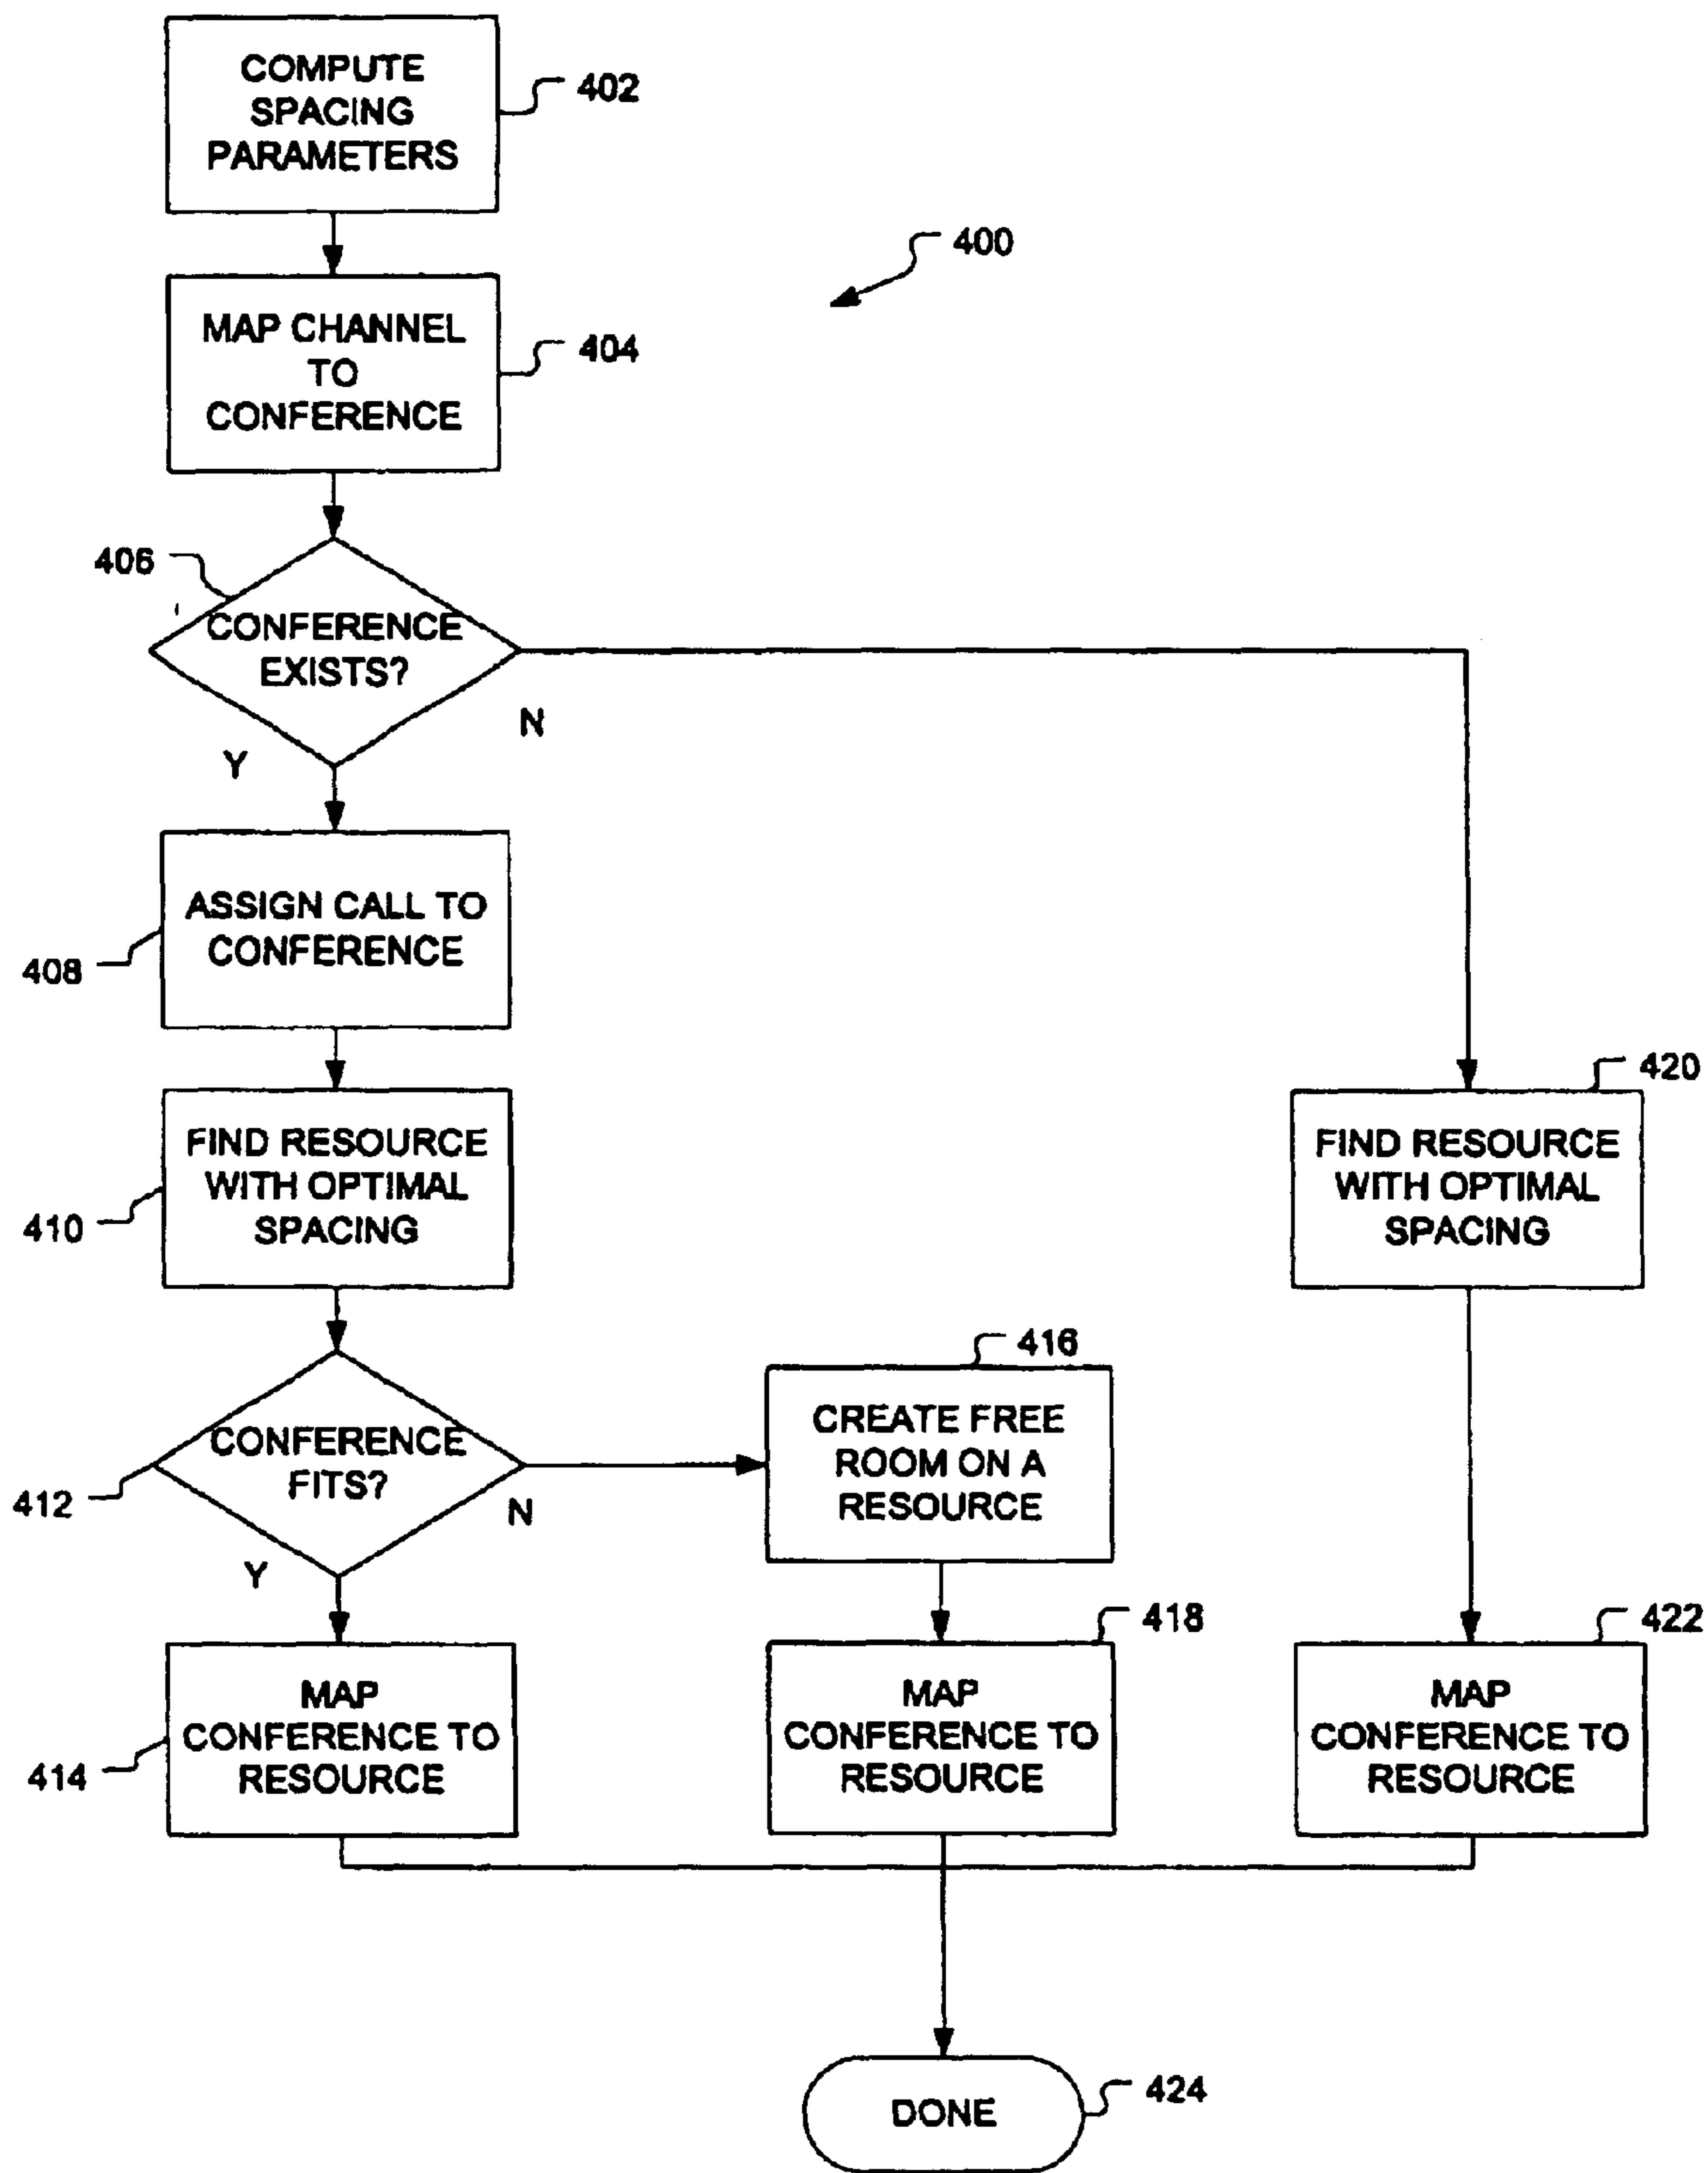 COMPUTE
SPACING
PARAMETERS
402
400
MAP CHANNEL
TO
CONFERENCE
404
406
CONFERENCE
EXISTS?
N
Y
ASSIGN CALL TO
CONFERENCE
408
420
FIND RESOURCE
WITH OPTIMAL
SPACING
410
FIND RESOURCE
WITH OPTIMAL
SPACING
416
CREATE FREE
ROOM ON A
RESOURCE
CONFERENCE
FITS?
412
N
Y
418
422
MAP
CONFERENCE TO
RESOURCE
414
MAP
CONFERENCE TO
RESOURCE
MAP
CONFERENCE TO
RESOURCE
DONE
424